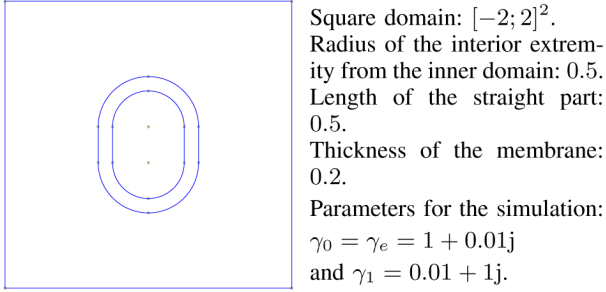 Square domain: [−2; 2]².
Radius of the interior extrem-
ity from the inner domain: 0.5.
Length of the straight part:
0.5.
Thickness of the membrane:
0.2.
Parameters for the simulation:
γ₀ = γₑ = 1 + 0.01j
and γ₁ = 0.01 + 1j.